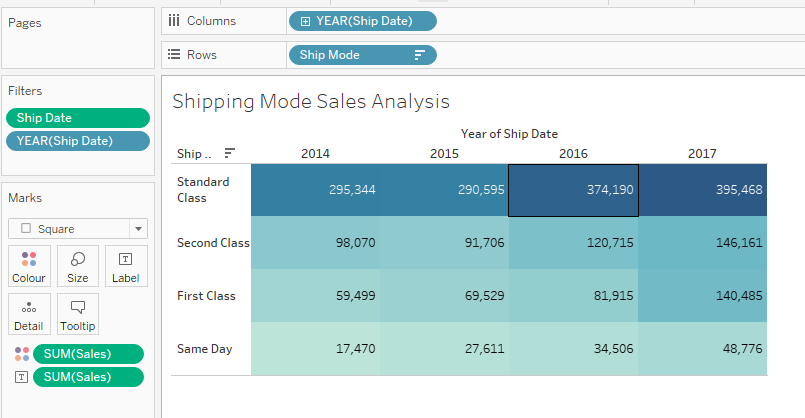 Pages
Columns
YEAR(Ship Date)
Rows
Ship Mode
Filters
Ship Date
YEAR(Ship Date)
Marks
Square
Colour Size Label
Detail Tooltip
SUM(Sales)
SUM(Sales)
Shipping Mode Sales Analysis
Year of Ship Date
Ship .. 2014 2015 2016 2017
Standard
Class 295,344 290,595 374,190 395,468
Second Class 98,070 91,706 120,715 146,161
First Class 59,499 69,529 81,915 140,485
Same Day 17,470 27,611 34,506 48,776